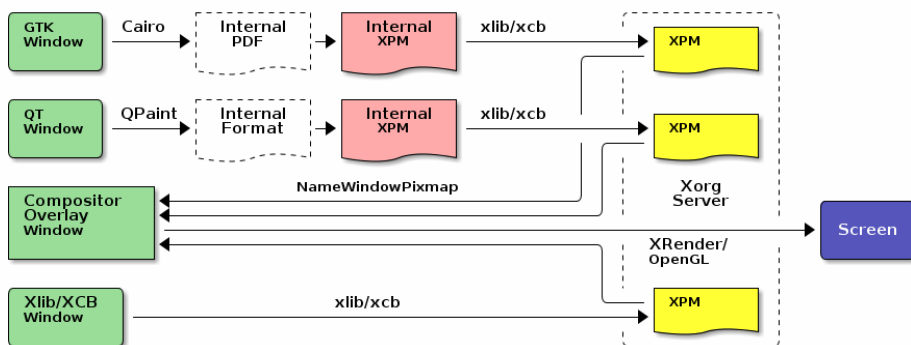 GTK
Window
Cairo
Internal
PDF
Internal
XPM
xlib/xcb
XPM
QT
Window
QPaint
Internal
Format
Internal
XPM
xlib/xcb
XPM
NameWindowPixmap
Compositor
Overlay
Window
Xorg
Server
Screen
XRender/
OpenGL
Xlib/XCB
Window
xlib/xcb
XPM